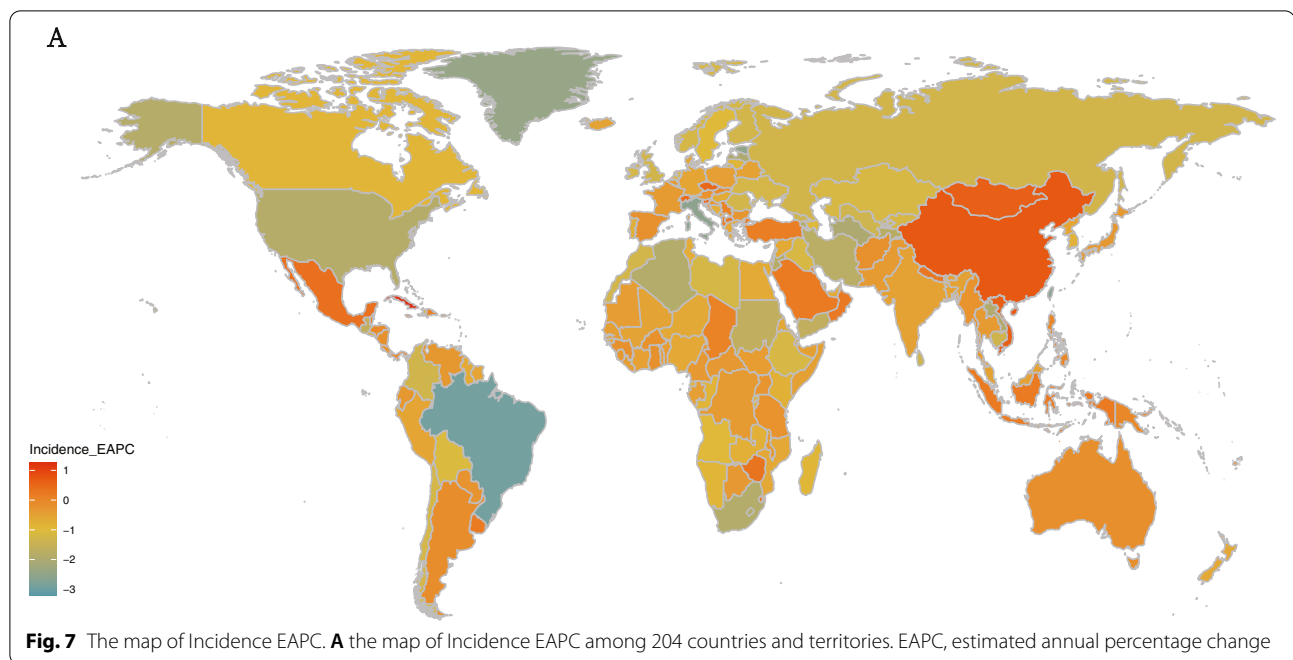 A
Incidence_EAPC
1
0
−1
−2
−3
Fig. 7 The map of Incidence EAPC. A the map of Incidence EAPC among 204 countries and territories. EAPC, estimated annual percentage change